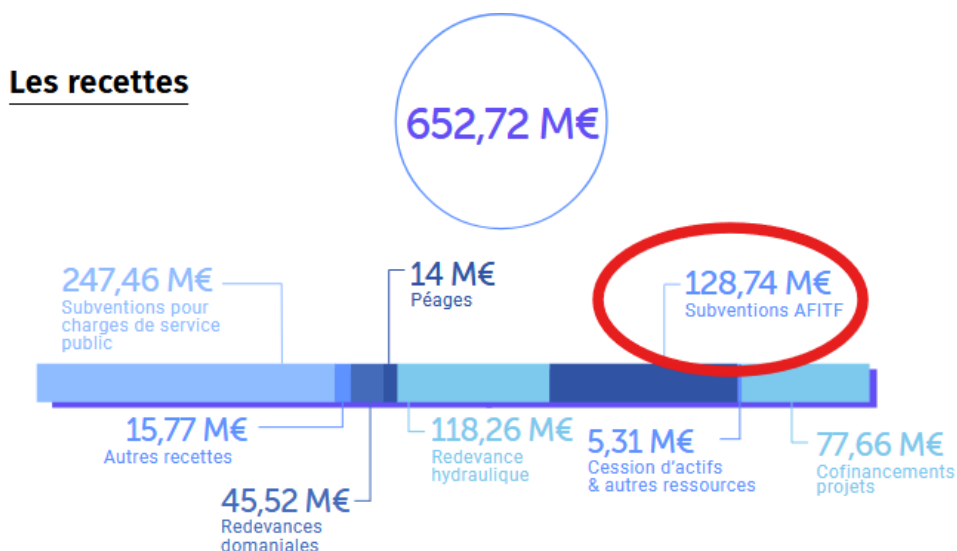 Les recettes
652,72 M€
247,46 M€
Subventions pour
charges de service
public
14 M€
Péages
128,74 M€
Subventions AFITF
15,77 M€
Autres recettes
45,52 M€
Redevances
domaniales
118,26 M€
Redevance
hydraulique
5,31 M€
Cession d'actifs
& autres ressources
77,66 M€
Cofinancements
projets